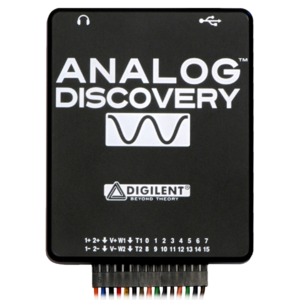 ANALOG™
DISCOVERY
DIGILENT®
BEYOND THEORY
1+ 2+ ↓ V+ W1 ↓ T1 0 1 2 3 4 5 6 7
1- 2- ↓ V- W2 ↓ T2 8 9 10 11 12 13 14 15